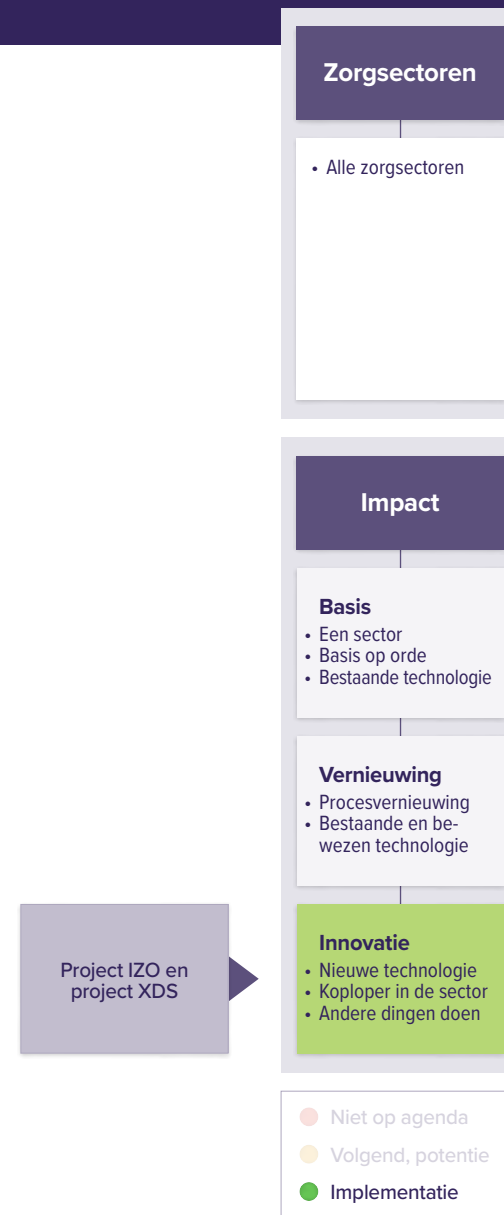 Zorgsectoren
• Alle zorgsectoren
Impact
Basis
• Een sector
• Basis op orde
• Bestaande technologie
Vernieuwing
• Procesvernieuwing
• Bestaande en be-
wezen technologie
Project IZO en
project XDS
Innovatie
• Nieuwe technologie
• Koploper in de sector
• Andere dingen doen
Niet op agenda
Volgend, potentie
Implementatie